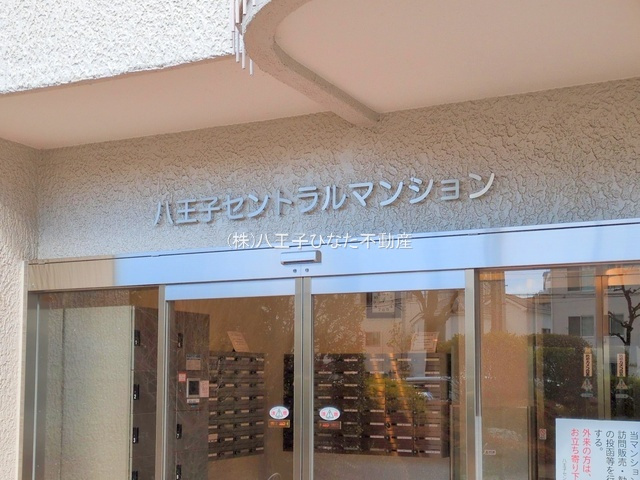 八王子セントラルマンション
(株)八王子ひなた不動産
当マンショ
訪問販売・勧
の投函等を行
する。
外来の方は、
お立ち寄り下